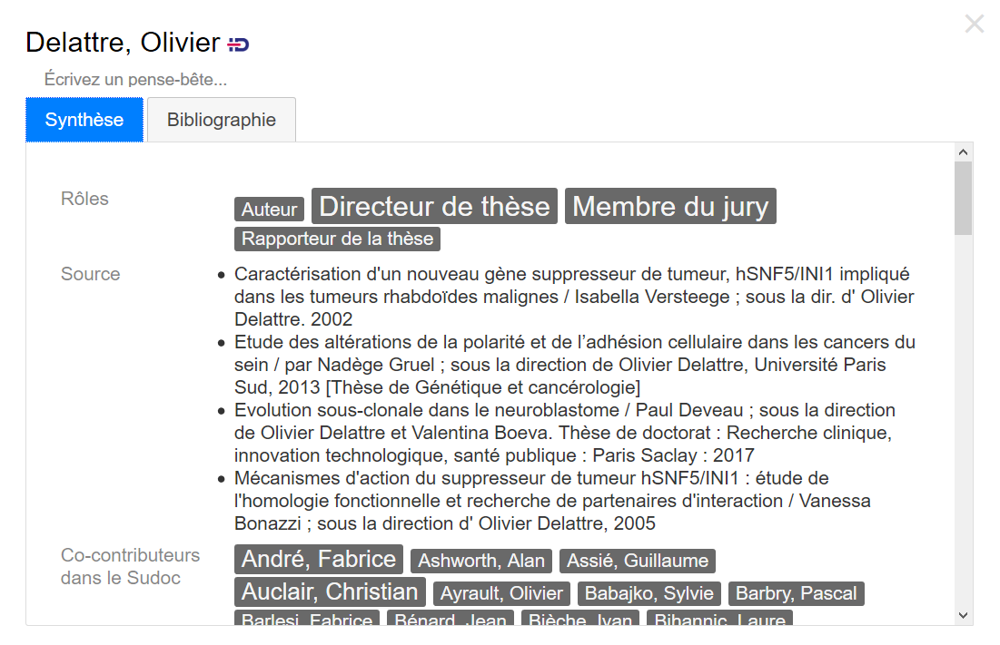 Delattre, Olivier
Écrivez un pense-bête...
Synthèse Bibliographie
Rôles
Auteur Directeur de thèse Membre du jury
Rapporteur de la thèse
Source
• Caractérisation d'un nouveau gène suppresseur de tumeur, hSNF5/INI1 impliqué
dans les tumeurs rhabdoïdes malignes / Isabella Versteege ; sous la dir. d' Olivier
Delattre. 2002
• Etude des altérations de la polarité et de l’adhésion cellulaire dans les cancers du
sein / par Nadège Gruel ; sous la direction de Olivier Delattre, Université Paris
Sud, 2013 [Thèse de Génétique et cancérologie]
• Evolution sous-clonale dans le neuroblastome / Paul Deveau ; sous la direction
de Olivier Delattre et Valentina Boeva. Thèse de doctorat : Recherche clinique,
innovation technologique, santé publique : Paris Saclay : 2017
• Mécanismes d'action du suppresseur de tumeur hSNF5/INI1 : étude de
l'homologie fonctionnelle et recherche de partenaires d'interaction / Vanessa
Bonazzi ; sous la direction d' Olivier Delattre, 2005
Co-contributeurs
dans le Sudoc
André, Fabrice Ashworth, Alan Assié, Guillaume
Auclair, Christian Ayrault, Olivier Babajko, Sylvie Barbry, Pascal
Barlesi, Fabrice Bénard, Jean Bièche, Ivan Bihannic, Laure